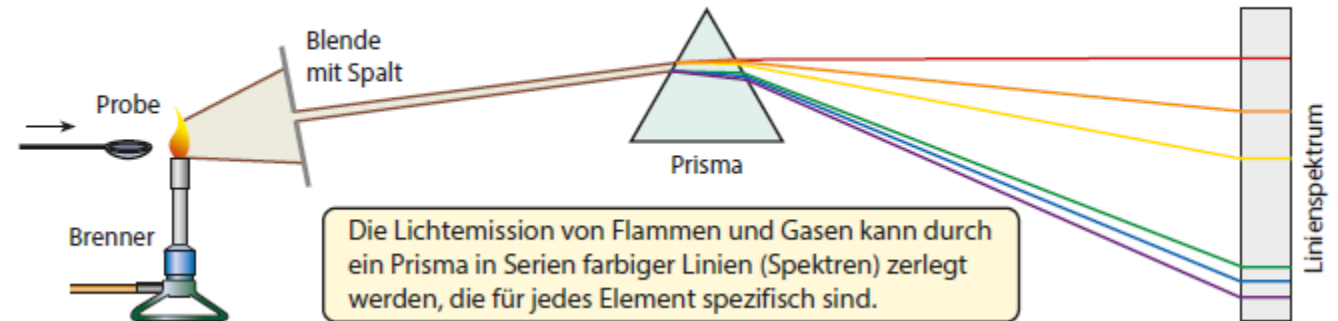 Blende
mit Spalt
Probe
Brenner
Prisma
Linienspektrum
Die Lichtemission von Flammen und Gasen kann durch
ein Prisma in Serien farbiger Linien (Spektren) zerlegt
werden, die für jedes Element spezifisch sind.